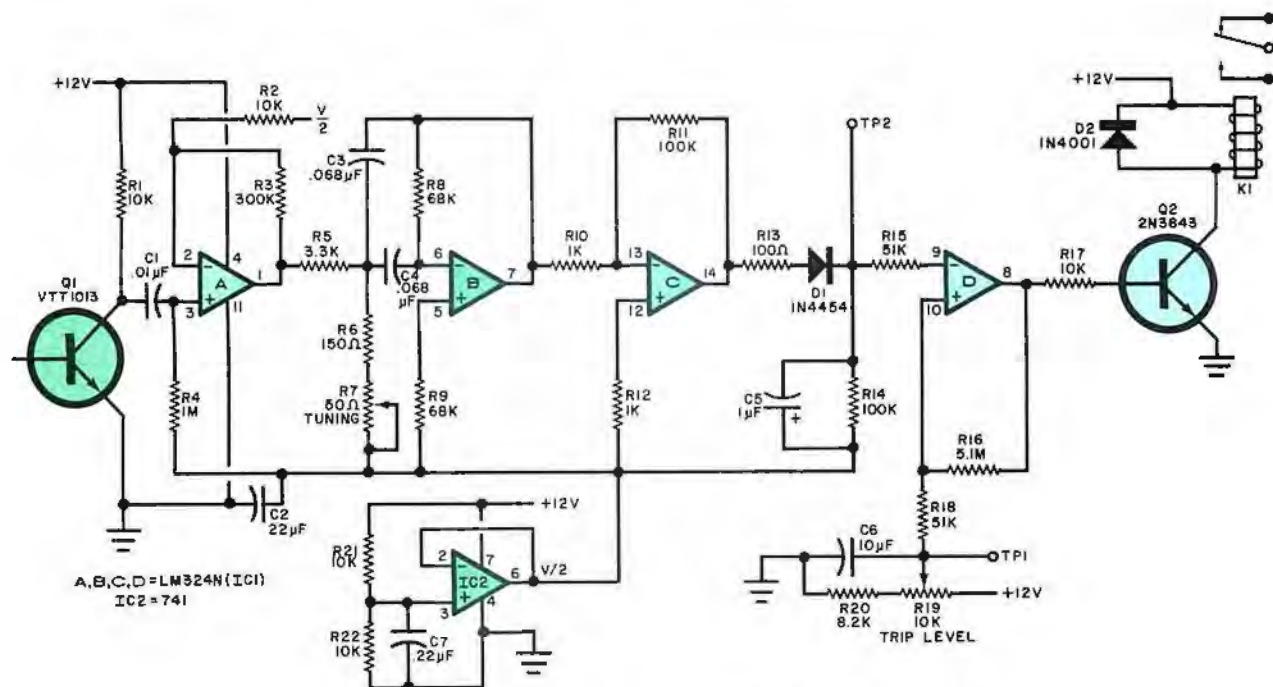 +12V
R2
10K
V
2
R1
10K
R3
300K
C1
.01µF
2
−
4
A
1
+
3
11
Q1
VTT1013
R4
1M
C2
22µF
C3
.068µF
R8
68K
R5
3.3K
C4
.068
µF
6
−
B
7
+
5
R6
150Ω
R7
50Ω
TUNING
R9
68K
R11
100K
R10
1K
13
−
C
14
+
12
R12
1K
R13
100Ω
D1
1N4454
TP2
R15
51K
9
−
D
8
+
10
C5
1µF
+
R14
100K
R17
10K
Q2
2N3643
+12V
D2
1N4001
K1
R16
5.1M
R18
51K
C6
10µF
TP1
R20
8.2K
R19
10K
TRIP LEVEL
+12V
R21
10K
+12V
2
−
7
IC2
6
V/2
+
3
4
R22
10K
C7
.22µF
A,B,C,D=LM324N(IC1)
IC2=741